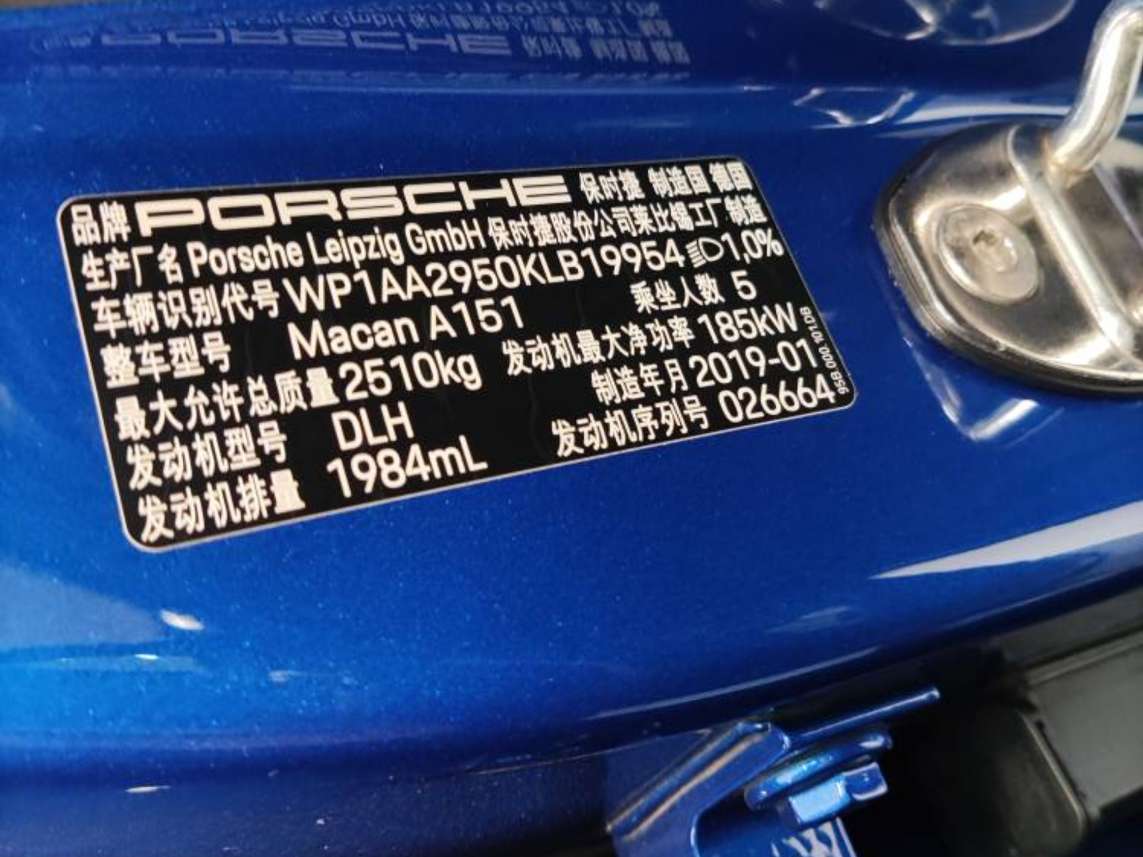 品牌 PORSCHE 保时捷 制造国 德国
生产厂名 Porsche Leipzig GmbH 保时捷股份公司莱比锡工厂制造
车辆识别代号 WP1AA2950KLB19954 1,0%
整车型号 Macan A151 乘坐人数 5
最大允许总质量 2510kg 发动机最大净功率 185kW
发动机型号 DLH 制造年月 2019-01
发动机排量 1984mL 发动机序列号 026664